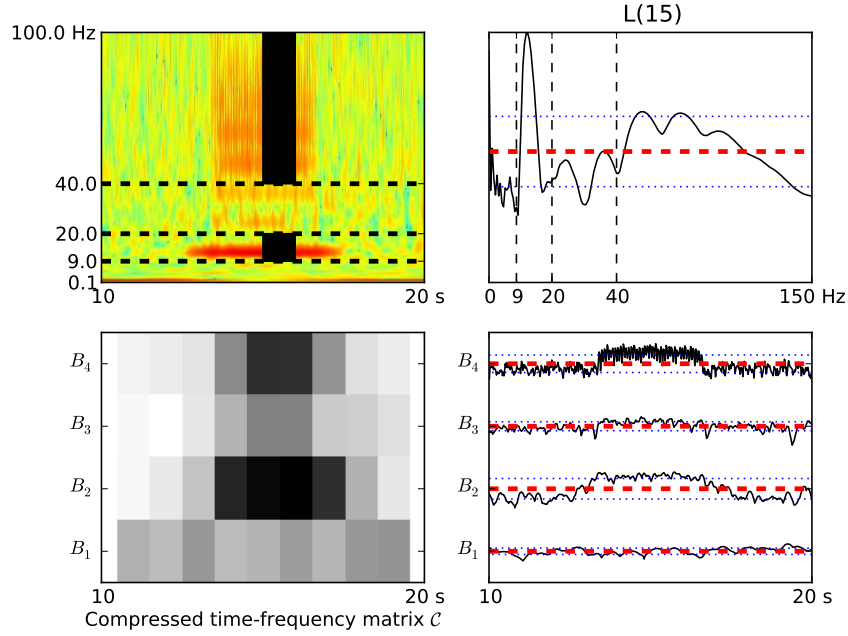 L(15)
100.0 Hz
40.0
20.0
9.0
0.1
10
20 s
0 9 20 40 150 Hz
B4
B3
B2
B1
10
20 s
Compressed time-frequency matrix 𝒞
B4
B3
B2
B1
10
20 s